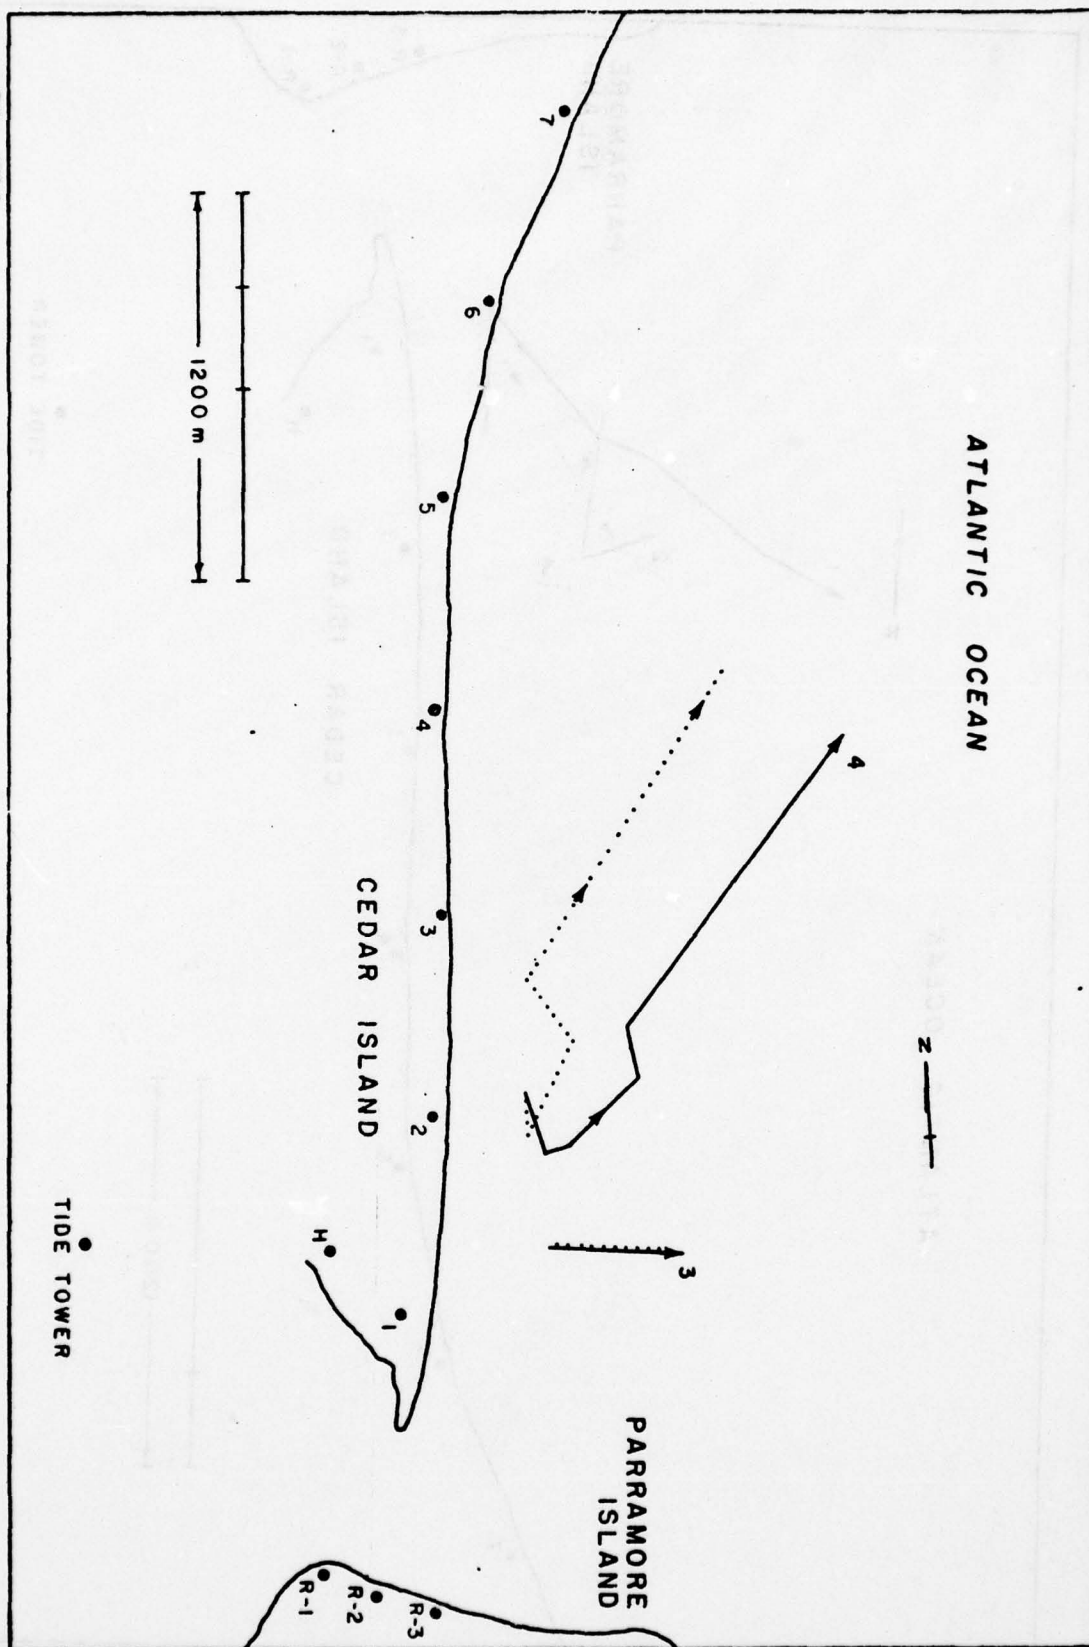 ATLANTIC OCEAN
N
7
6
5
4
3
2
1
H
1200 m
4
3
CEDAR ISLAND
PARRAMORE
ISLAND
R-3
R-2
R-1
TIDE TOWER